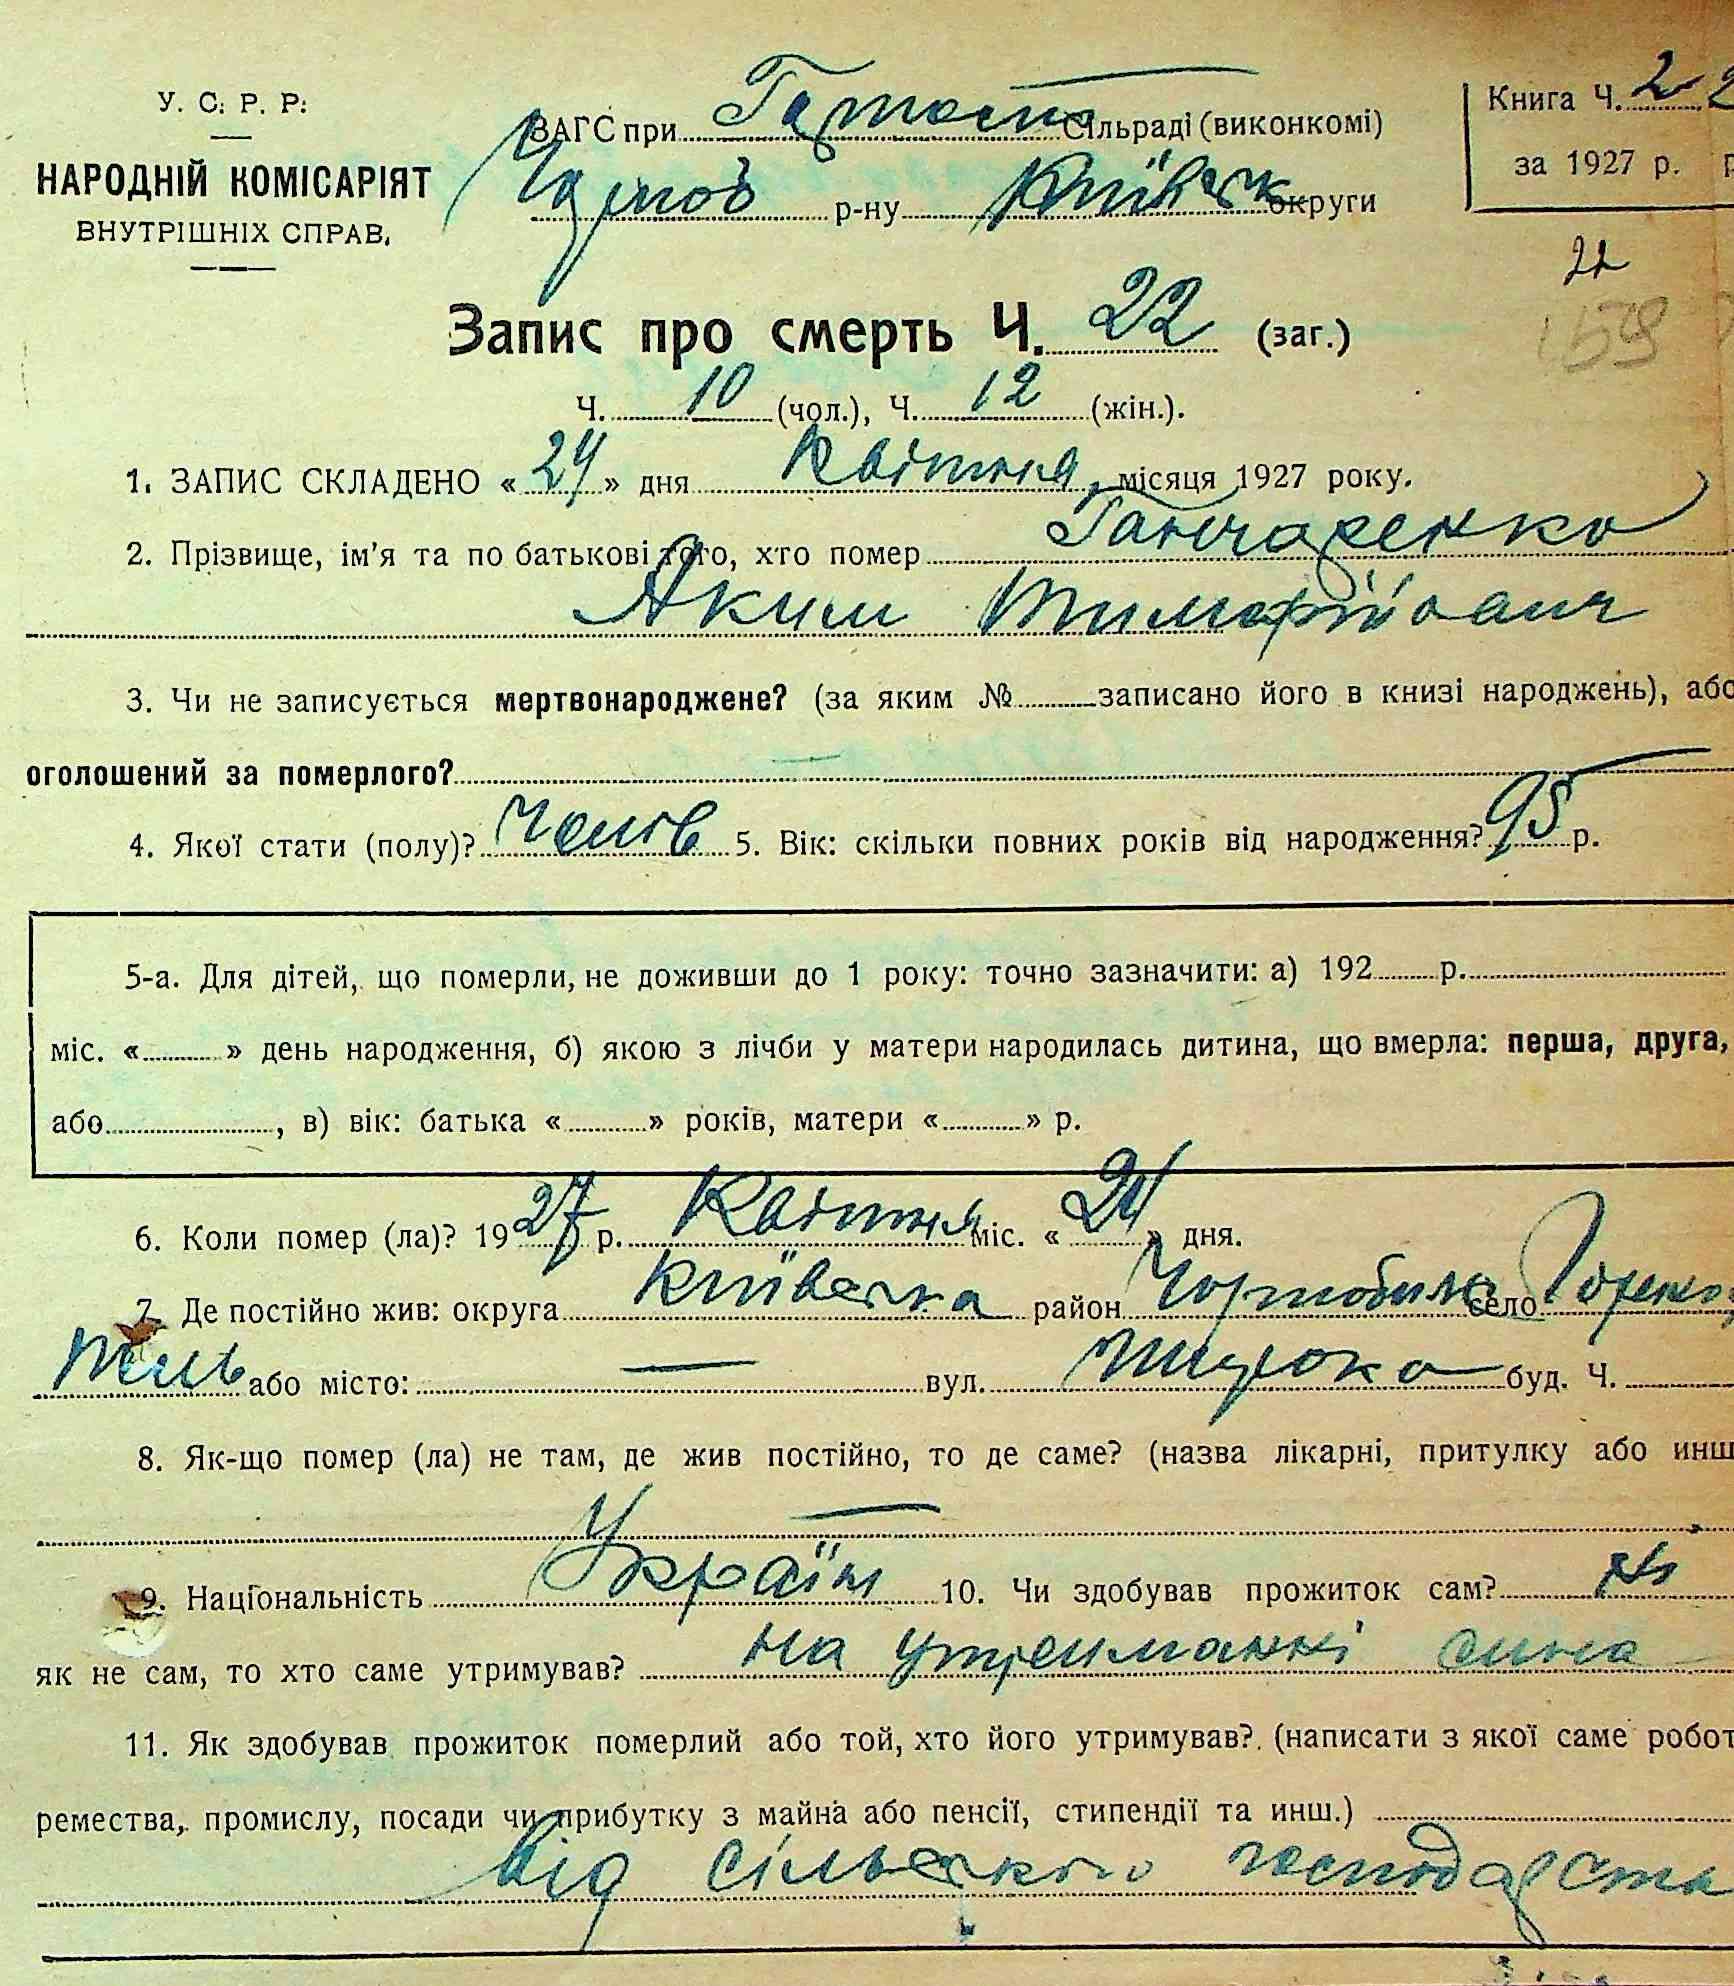 У. С. Р. Р.
НАРОДНІЙ КОМІСАРІЯТ
ВНУТРІШНІХ СПРАВ.
ЗАГС при Сільраді (виконкомі)
р-ну Київськ округи
Книга Ч. 2
за 1927 р.
22
159
Запис про смерть Ч. 22 (заг.)
Ч. 10 (чол.), Ч. 12 (жін.).
1. ЗАПИС СКЛАДЕНО «24» дня Квітня місяця 1927 року.
2. Прізвище, ім'я та по батькові того, хто помер Ганчаренко
Яким Тимофійович
3. Чи не записується мертвонароджене? (за яким № записано його в книзі народжень), або
оголошений за померлого? —
4. Якої стати (полу)? Чолов 5. Вік: скільки повних років від народження? 95 р.
5-а. Для дітей, що померли, не доживши до 1 року: точно зазначити: а) 192 р.
міс. « » день народження, б) якою з лічби у матери народилась дитина, що вмерла: перша, друга,
або , в) вік: батька « » років, матери « » р.
6. Коли помер (ла)? 1927 р. Квітня міс. «24» дня.
7. Де постійно жив: округа Київська район Чорнобиль село
або місто: — вул. Широка буд. Ч.
8. Як-що помер (ла) не там, де жив постійно, то де саме? (назва лікарні, притулку або инш
—
9. Національність Україн 10. Чи здобував прожиток сам? Ні
як не сам, то хто саме утримував? на утриманні сина
11. Як здобував прожиток померлий або той, хто його утримував? (написати з якої саме робот
ремества, промислу, посади чи прибутку з майна або пенсії, стипендії та инш.)
від сільського господарства